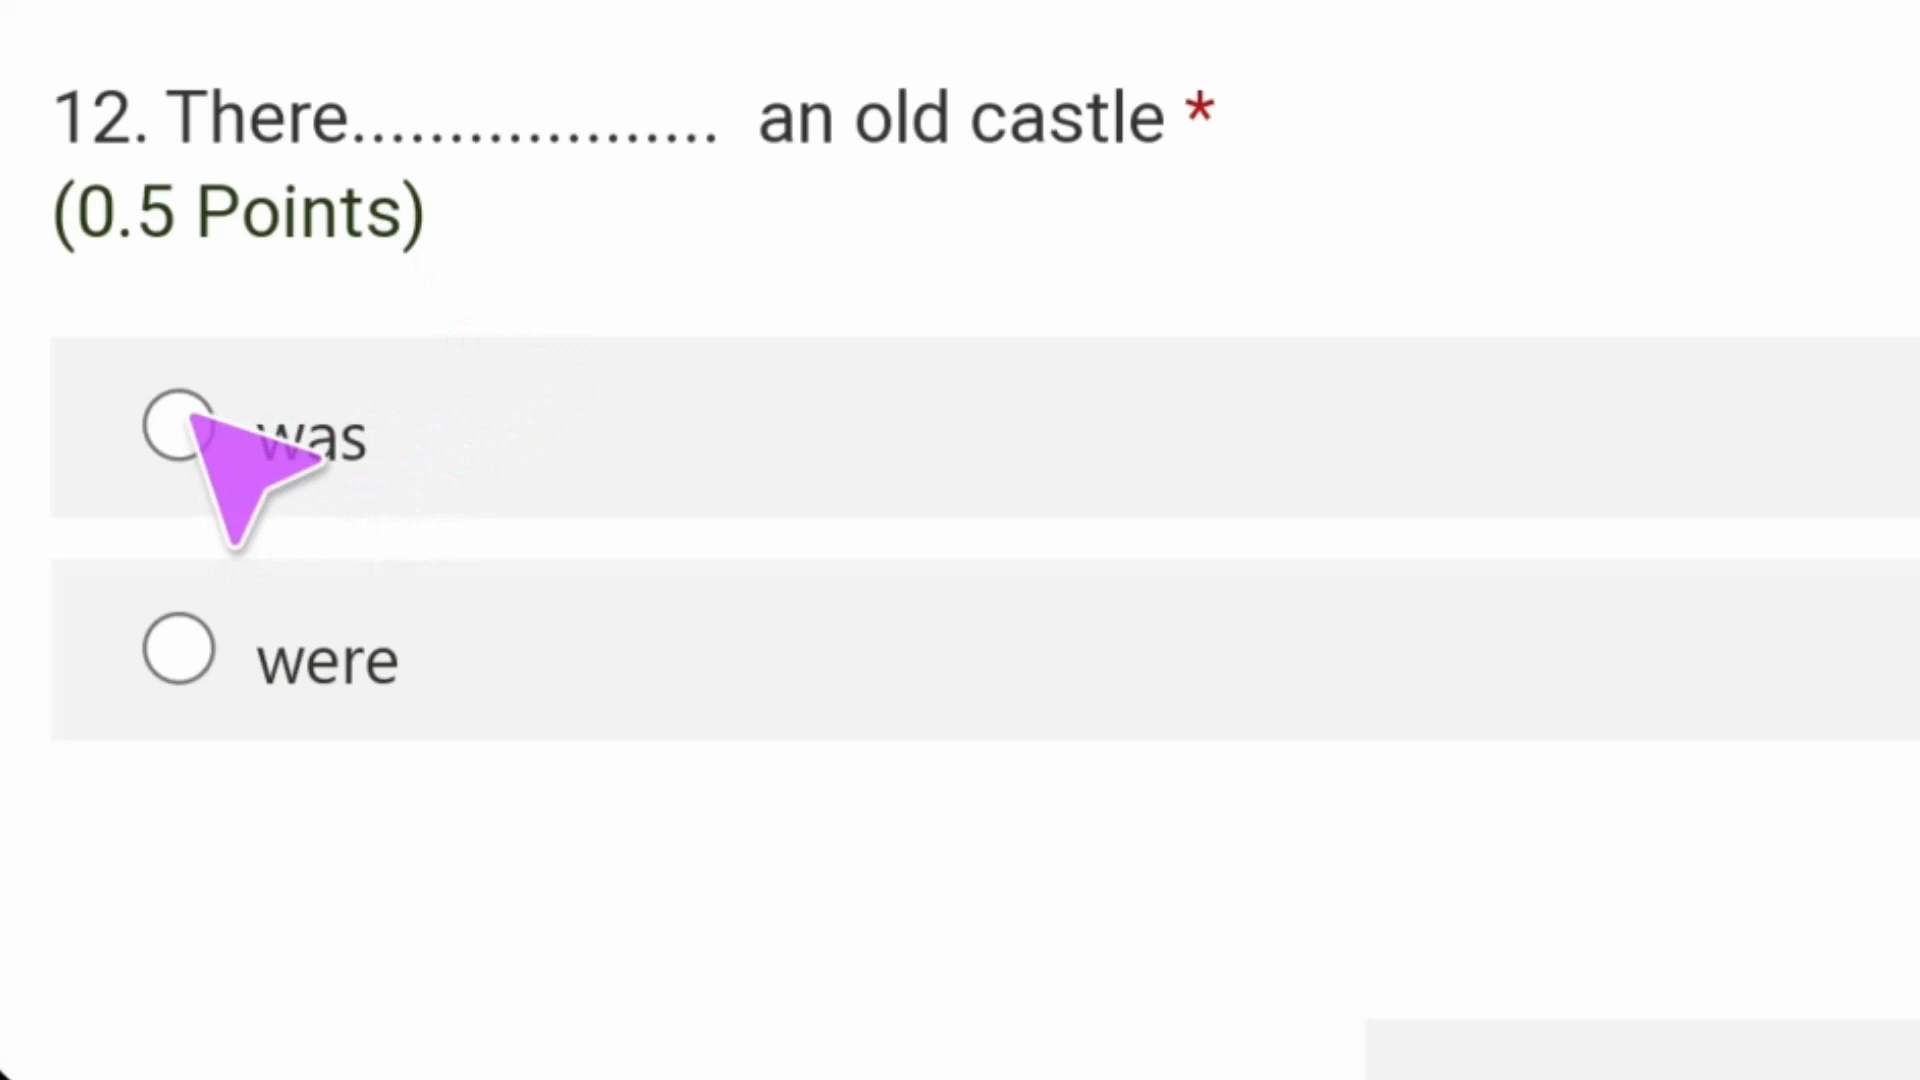 12. There................... an old castle *
(0.5 Points)
was
were